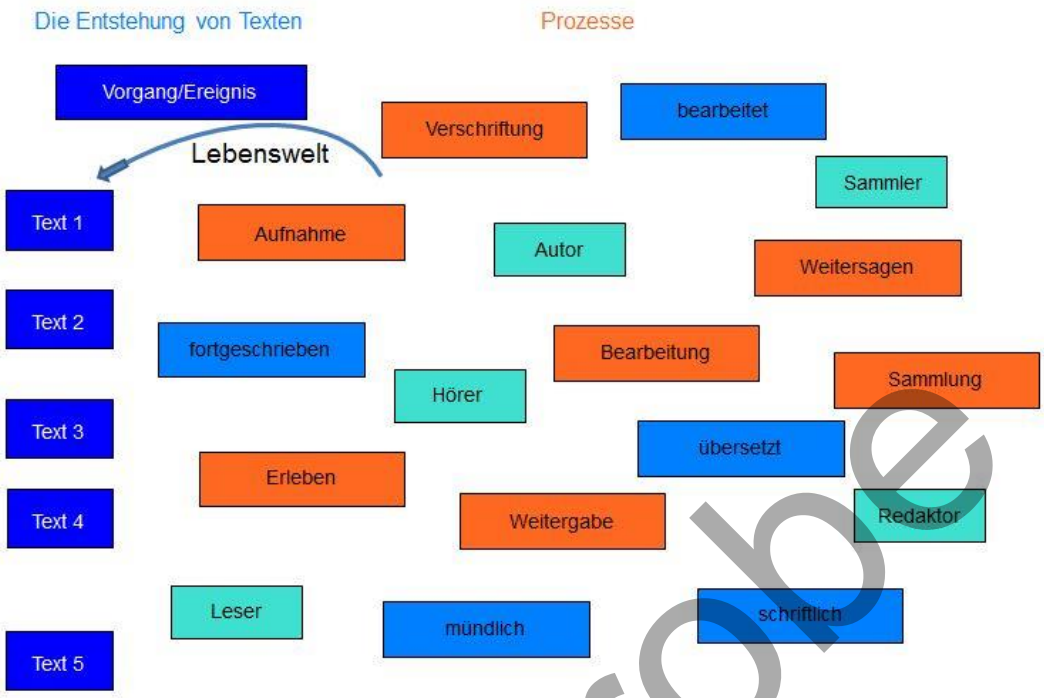 Die Entstehung von Texten
Prozesse
Vorgang/Ereignis
Verschriftung
bearbeitet
Lebenswelt
Sammler
Text 1
Aufnahme
Autor
Weitersagen
Text 2
fortgeschrieben
Bearbeitung
Sammlung
Hörer
Text 3
übersetzt
Erleben
Text 4
Weitergabe
Redaktor
Leser
mündlich
schriftlich
Text 5
obe